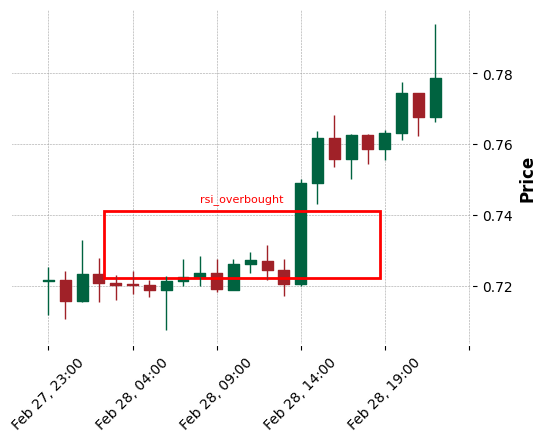 rsi_overbought
0.78
0.76
0.74
0.72
Price
Feb 27, 23:00
Feb 28, 04:00
Feb 28, 09:00
Feb 28, 14:00
Feb 28, 19:00